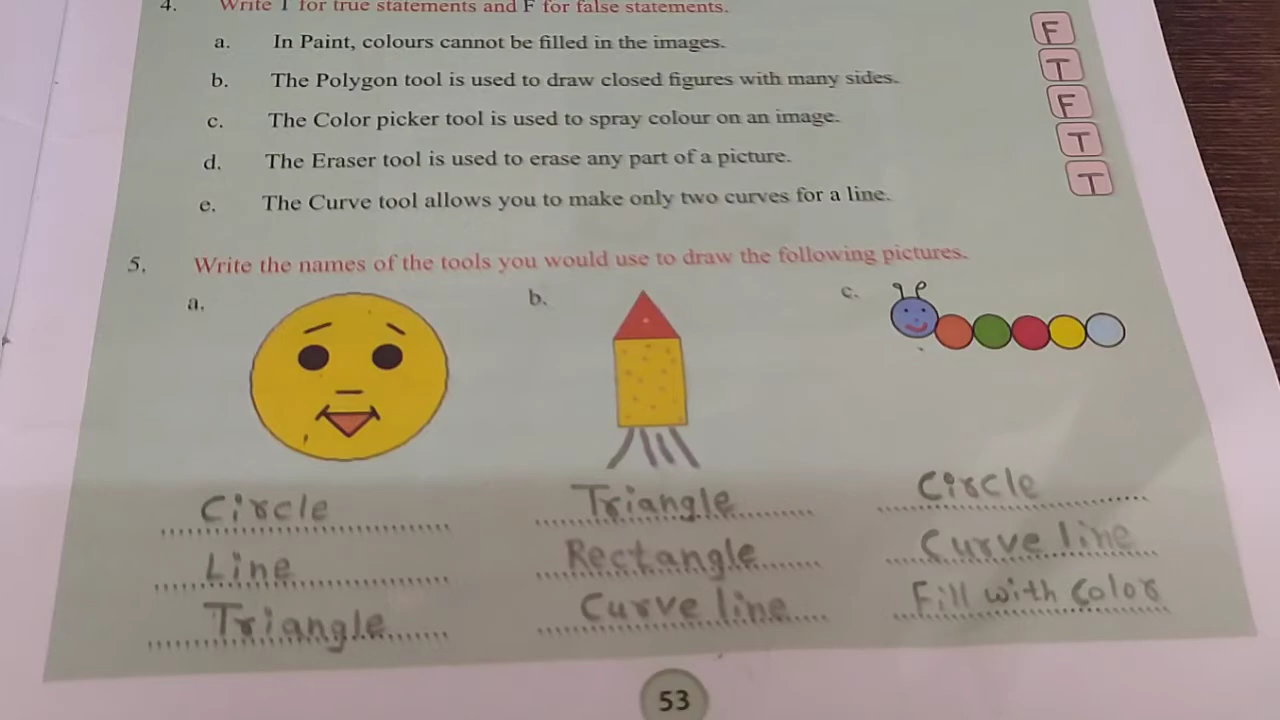 4. Write T for true statements and F for false statements.
a. In Paint, colours cannot be filled in the images. F
b. The Polygon tool is used to draw closed figures with many sides. T
c. The Color picker tool is used to spray colour on an image. F
d. The Eraser tool is used to erase any part of a picture. T
e. The Curve tool allows you to make only two curves for a line. T
5. Write the names of the tools you would use to draw the following pictures.
a. b. c.
Circle Triangle Circle
Line Rectangle Curve line
Triangle Curve line Fill with Color
53